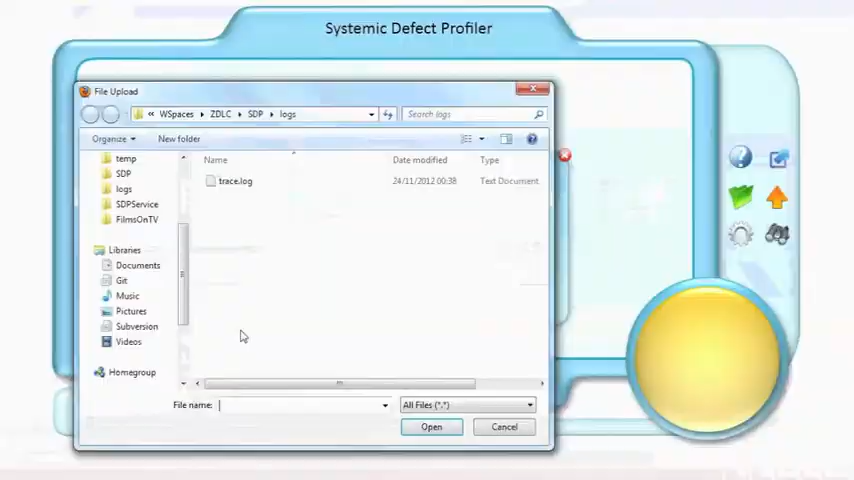 Systemic Defect Profiler
File Upload
« WSpaces ▸ ZDLC ▸ SDP ▸ logs
Search logs
Organize
New folder
temp
SDP
logs
SDPService
FilmsOnTV
Libraries
Documents
Git
Music
Pictures
Subversion
Videos
Homegroup
Name
Date modified
Type
trace.log
24/11/2012 00:38
Text Document
File name:
All Files (*.*)
Open
Cancel